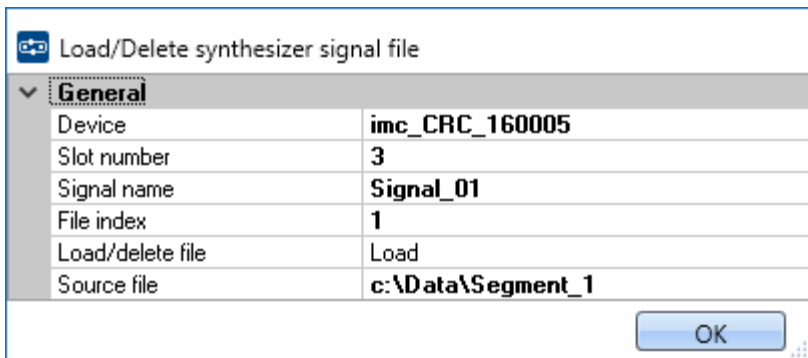 Load/Delete synthesizer signal file
General
Device imc_CRC_160005
Slot number 3
Signal name Signal_01
File index 1
Load/delete file Load
Source file c:\Data\Segment_1
OK